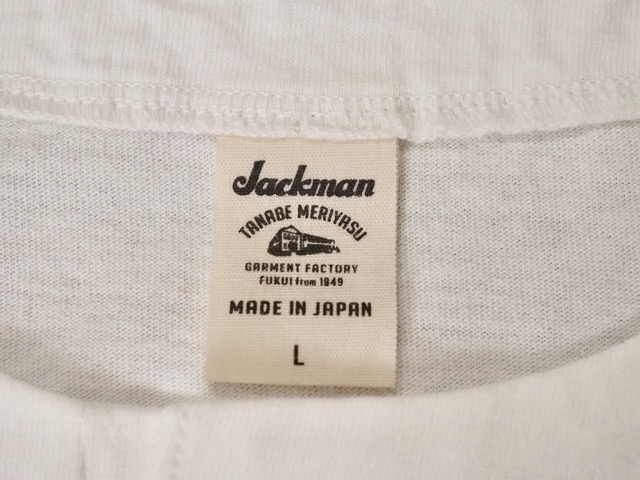 Jackman
TANABE MERIYASU
GARMENT FACTORY
FUKUI from 1949
MADE IN JAPAN
L